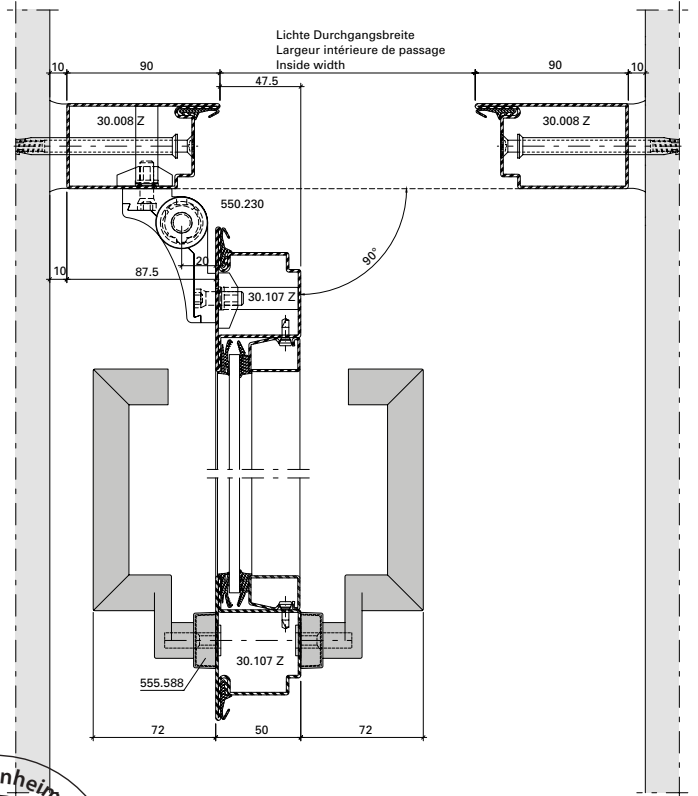 Lichte Durchgangsbreite
Largeur intérieure de passage
Inside width
10
90
90
10
47.5
30.008 Z
30.008 Z
550.230
20
90°
10
87.5
30.107 Z
30.107 Z
555.588
72
50
72
nheim